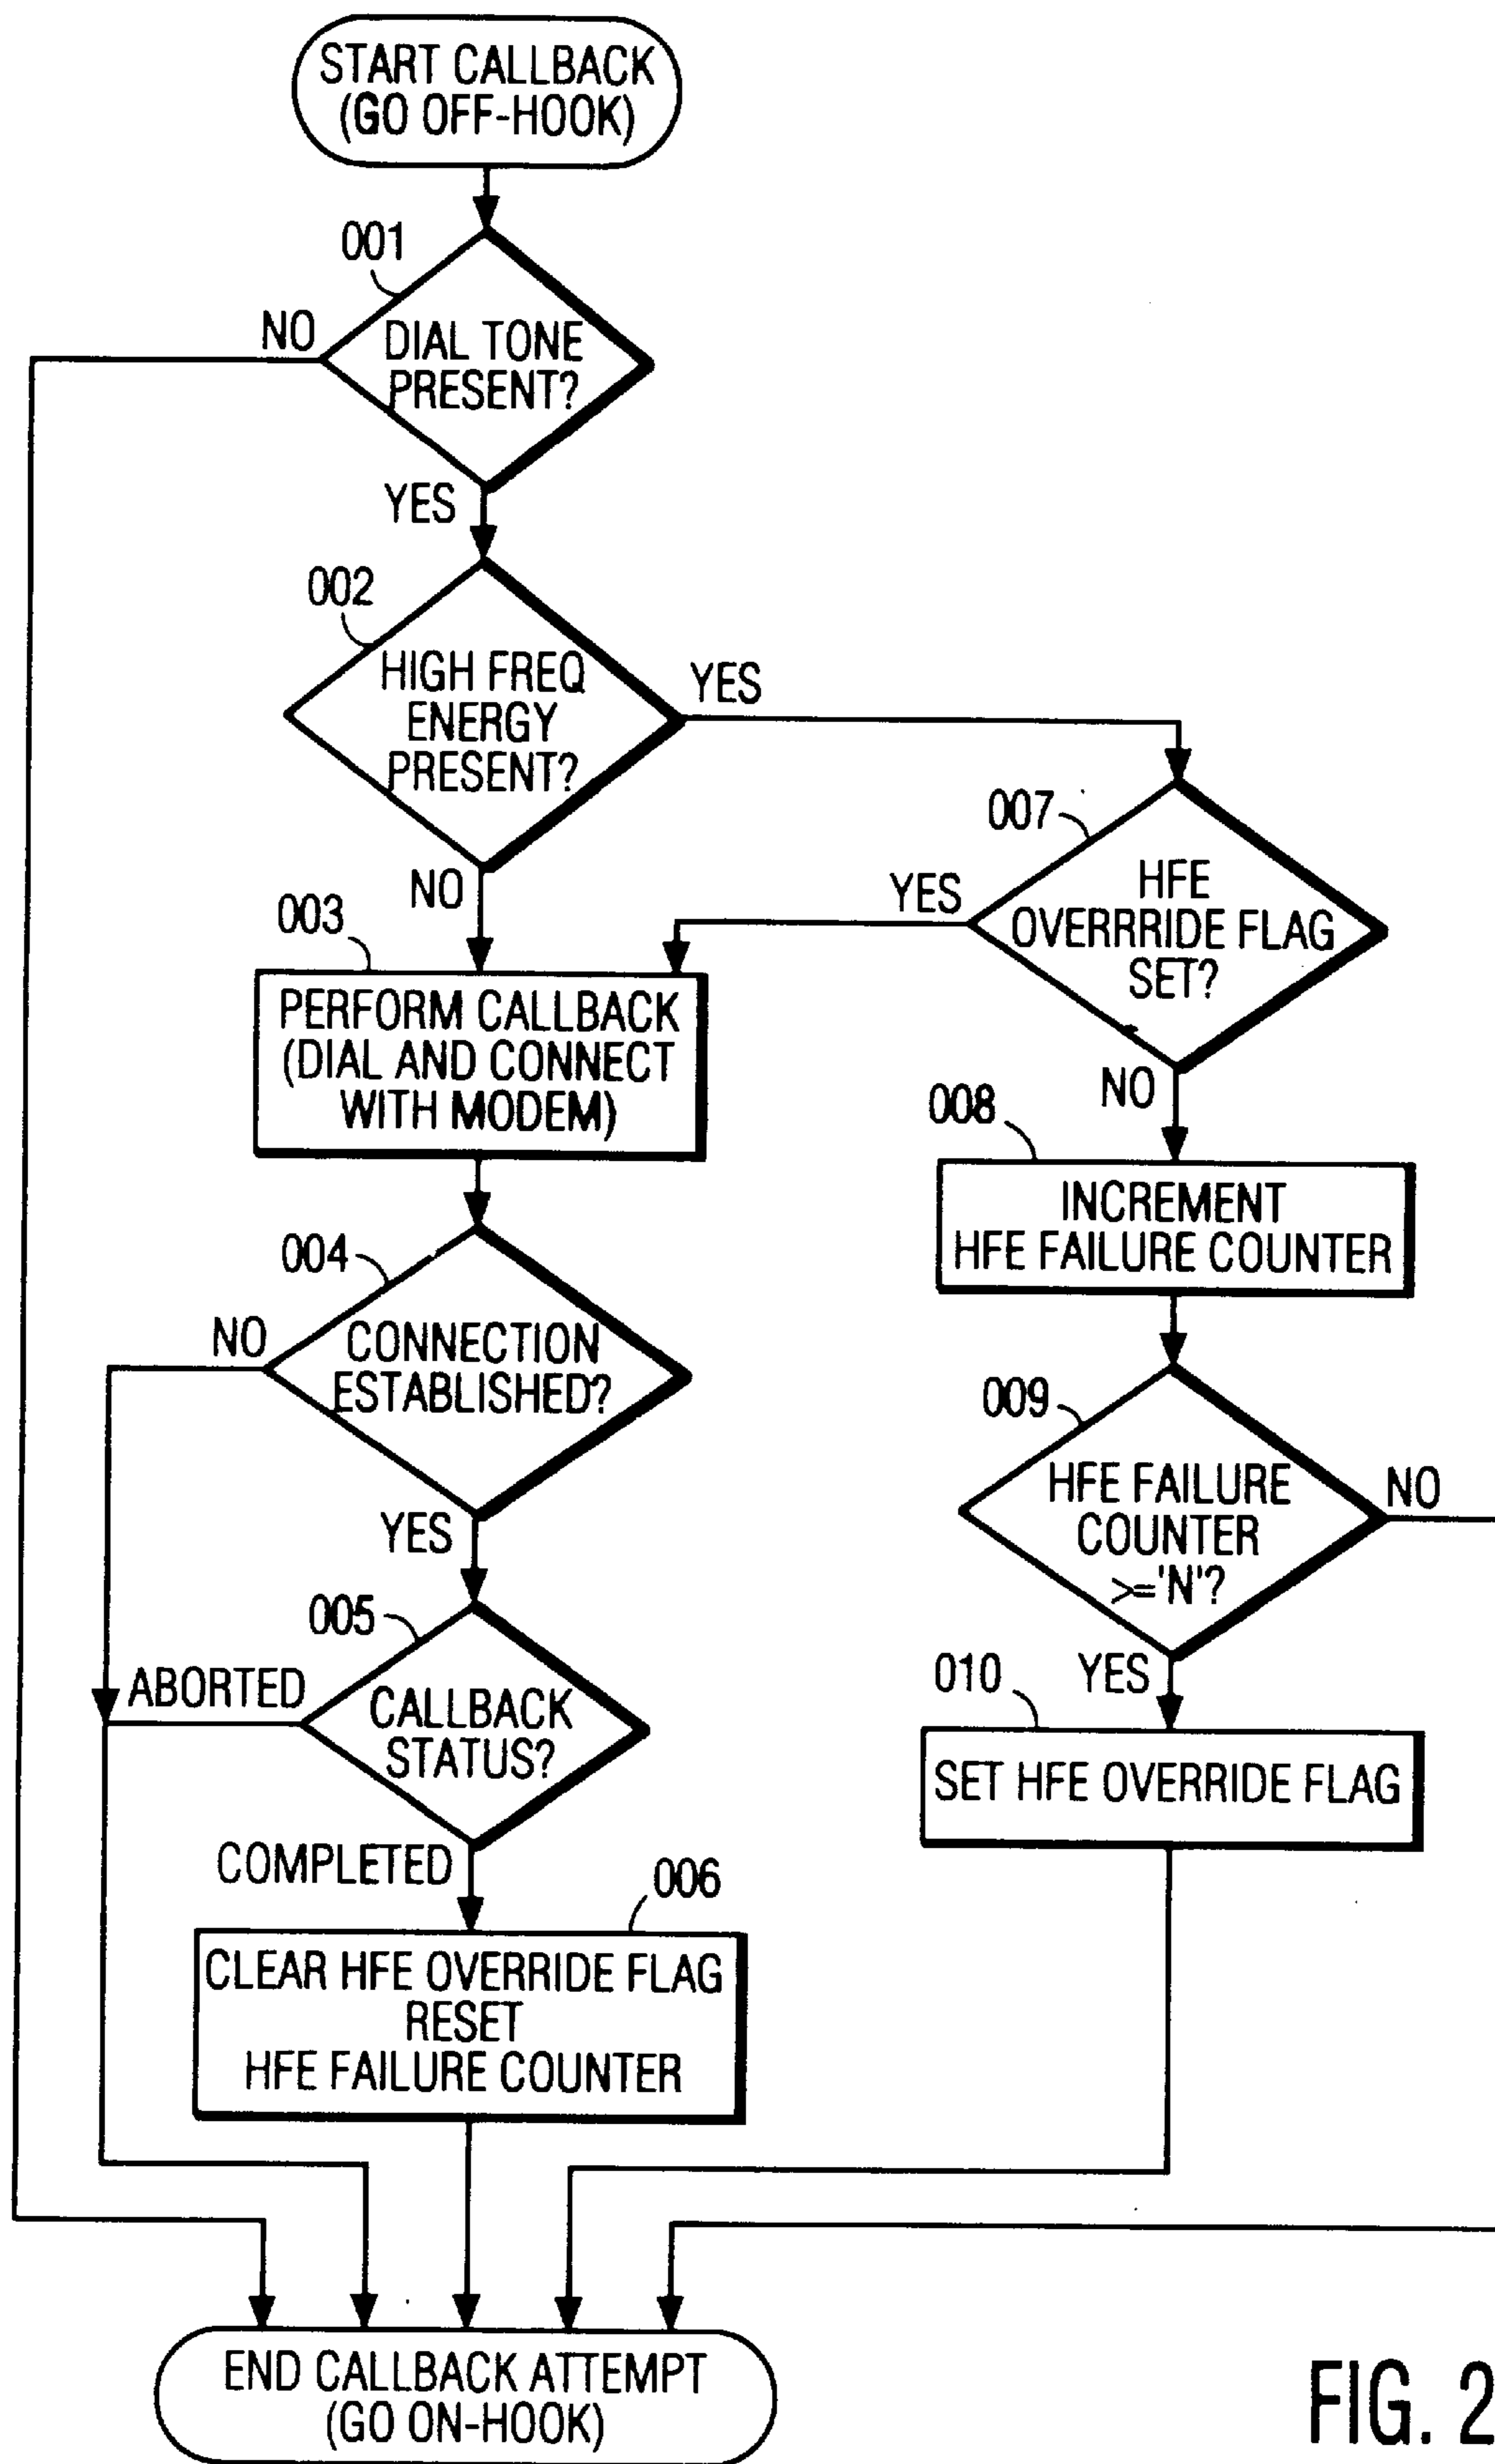 START CALLBACK
(GO OFF-HOOK)
001
NO
DIAL TONE
PRESENT?
YES
002
HIGH FREQ
ENERGY
PRESENT?
YES
NO
007
HFE
OVERRRIDE FLAG
SET?
YES
NO
003
PERFORM CALLBACK
(DIAL AND CONNECT
WITH MODEM)
008
INCREMENT
HFE FAILURE COUNTER
004
NO
CONNECTION
ESTABLISHED?
YES
009
HFE FAILURE
COUNTER
>='N'?
NO
YES
005
ABORTED
CALLBACK
STATUS?
COMPLETED
010
SET HFE OVERRIDE FLAG
006
CLEAR HFE OVERRIDE FLAG
RESET
HFE FAILURE COUNTER
END CALLBACK ATTEMPT
(GO ON-HOOK)
FIG. 2